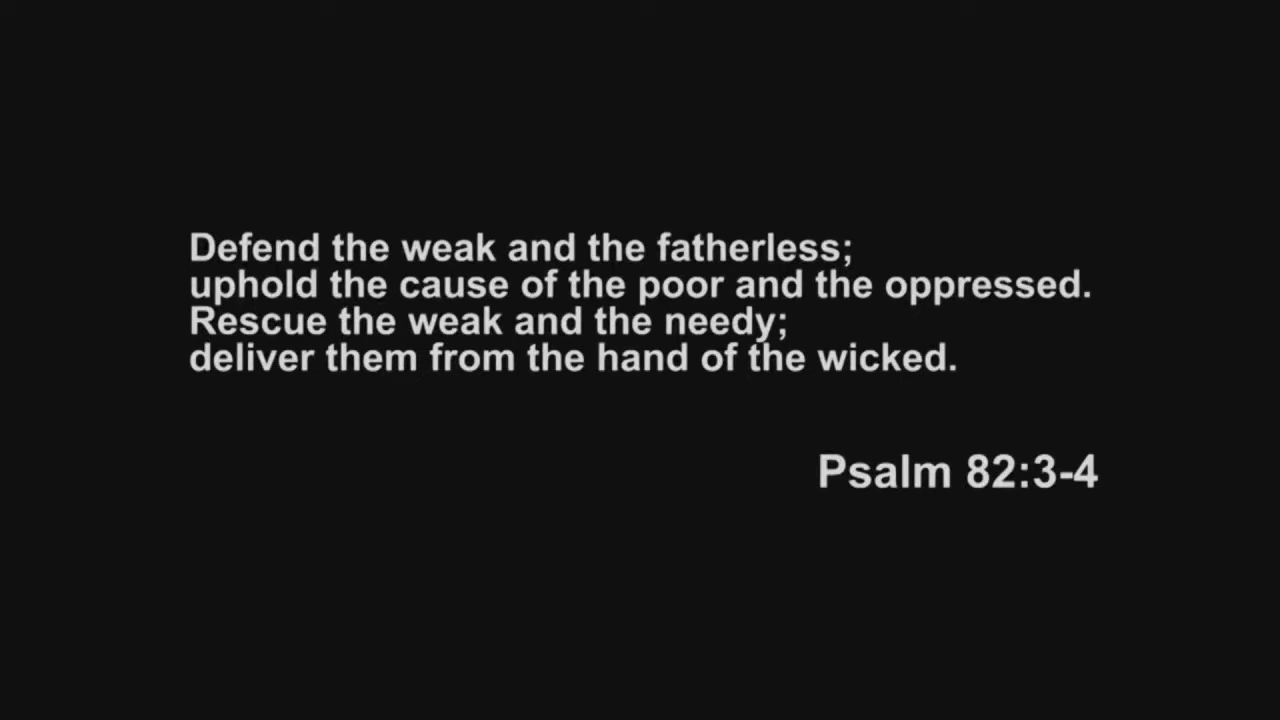 Defend the weak and the fatherless;
uphold the cause of the poor and the oppressed.
Rescue the weak and the needy;
deliver them from the hand of the wicked.
Psalm 82:3-4